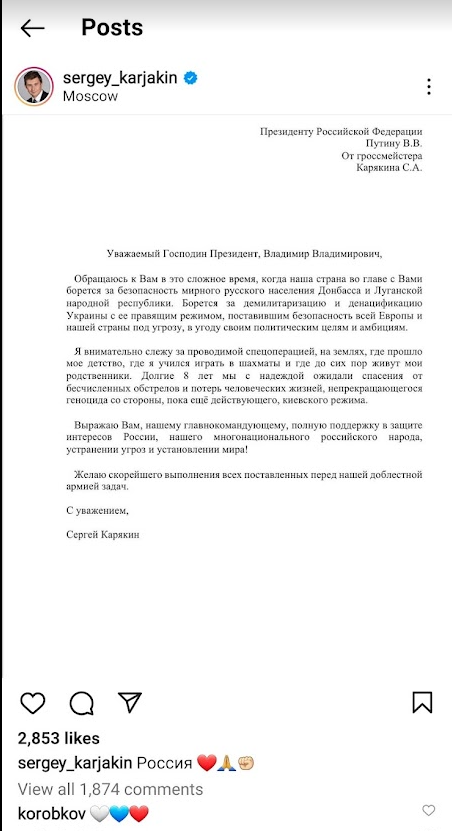 Posts
sergey_karjakin
Moscow
Президенту Российской Федерации
Путину В.В.
От гроссмейстера
Карякина С.А.
Уважаемый Господин Президент, Владимир Владимирович,
Обращаюсь к Вам в это сложное время, когда наша страна во главе с Вами
борется за безопасность мирного русского населения Донбасса и Луганской
народной республики. Борется за демилитаризацию и денацификацию
Украины с ее правящим режимом, поставившим безопасность всей Европы и
нашей страны под угрозу, в угоду своим политическим целям и амбициям.
Я внимательно слежу за проводимой спецоперацией, на землях, где прошло
мое детство, где я учился играть в шахматы и где до сих пор живут мои
родственники. Долгие 8 лет мы с надеждой ожидали спасения от
бесчисленных обстрелов и потерь человеческих жизней, непрекращающегося
геноцида со стороны, пока ещё действующего, киевского режима.
Выражаю Вам, нашему главнокомандующему, полную поддержку в защите
интересов России, нашего многонационального российского народа,
устранении угроз и установлении мира!
Желаю скорейшего выполнения всех поставленных перед нашей доблестной
армией задач.
С уважением,
Сергей Карякин
2,853 likes
sergey_karjakin Россия ❤️🙏✊
View all 1,874 comments
korobkov 🤍💙❤️